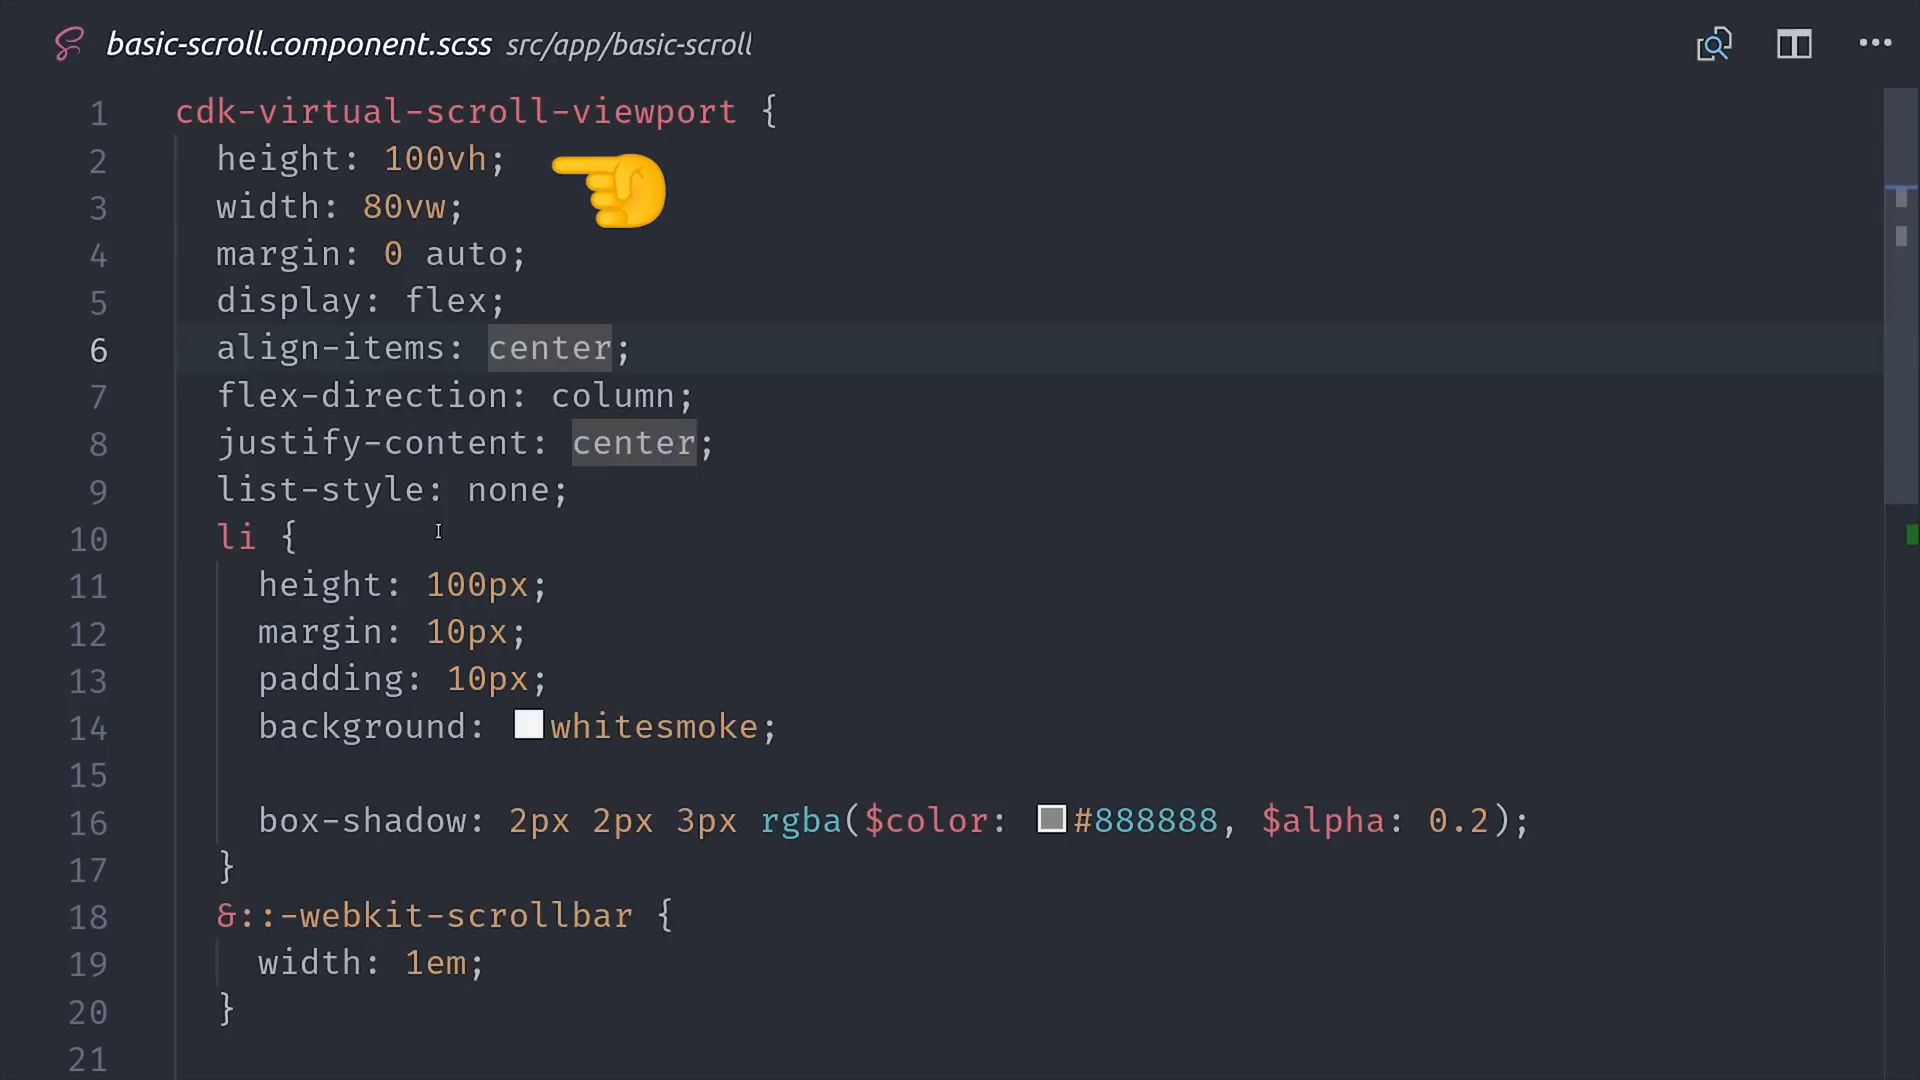 basic-scroll.component.scss src/app/basic-scroll
1 cdk-virtual-scroll-viewport {
2 height: 100vh;
3 width: 80vw;
4 margin: 0 auto;
5 display: flex;
6 align-items: center;
7 flex-direction: column;
8 justify-content: center;
9 list-style: none;
10 li {
11 height: 100px;
12 margin: 10px;
13 padding: 10px;
14 background: whitesmoke;
15
16 box-shadow: 2px 2px 3px rgba($color: #888888, $alpha: 0.2);
17 }
18 &::-webkit-scrollbar {
19 width: 1em;
20 }
21